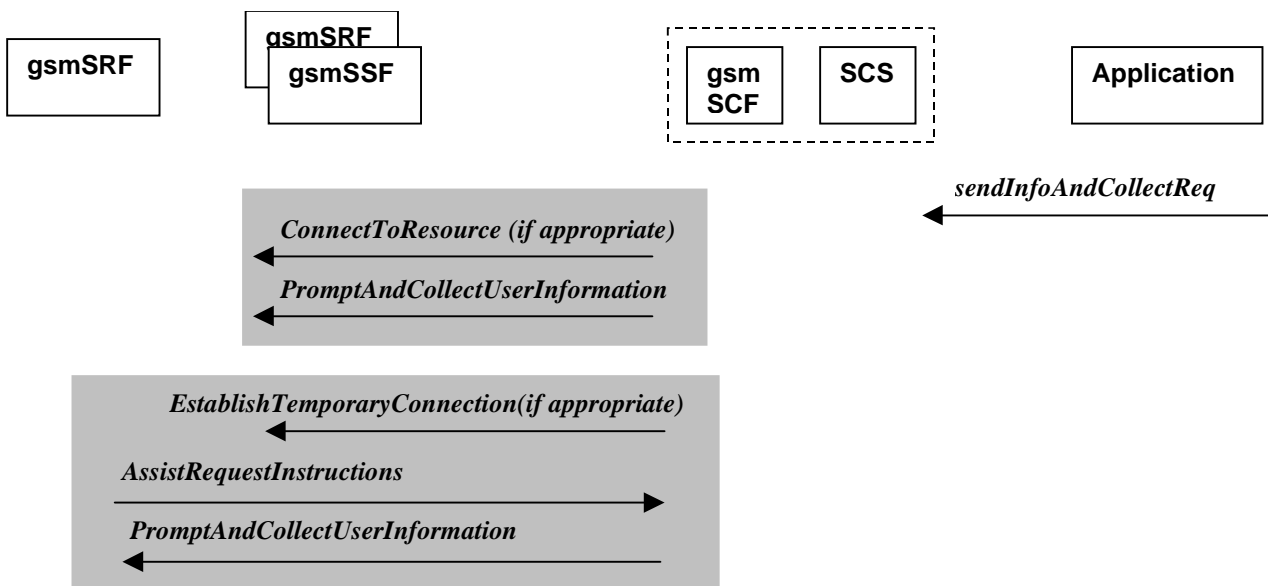 gsmSRF
gsmSRF
gsmSSF
gsm
SCF
SCS
Application
sendInfoAndCollectReq
ConnectToResource (if appropriate)
PromptAndCollectUserInformation
EstablishTemporaryConnection(if appropriate)
AssistRequestInstructions
PromptAndCollectUserInformation